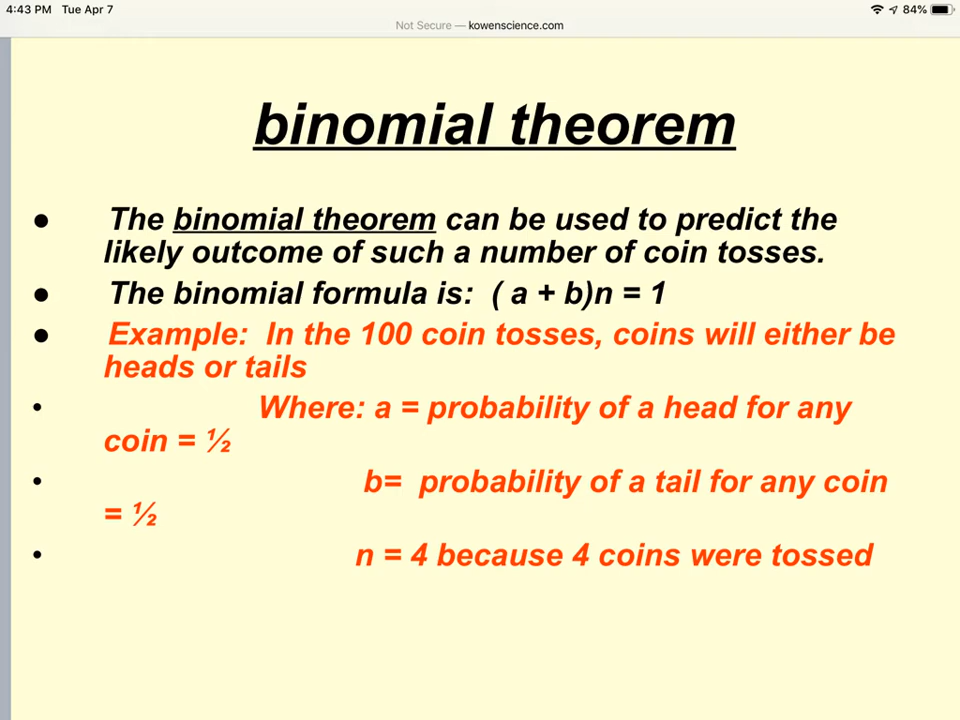 4:43 PM Tue Apr 7
84%
Not Secure — kowenscience.com
binomial theorem
● The binomial theorem can be used to predict the
likely outcome of such a number of coin tosses.
● The binomial formula is: ( a + b)n = 1
● Example: In the 100 coin tosses, coins will either be
heads or tails
• Where: a = probability of a head for any
coin = ½
• b= probability of a tail for any coin
= ½
• n = 4 because 4 coins were tossed